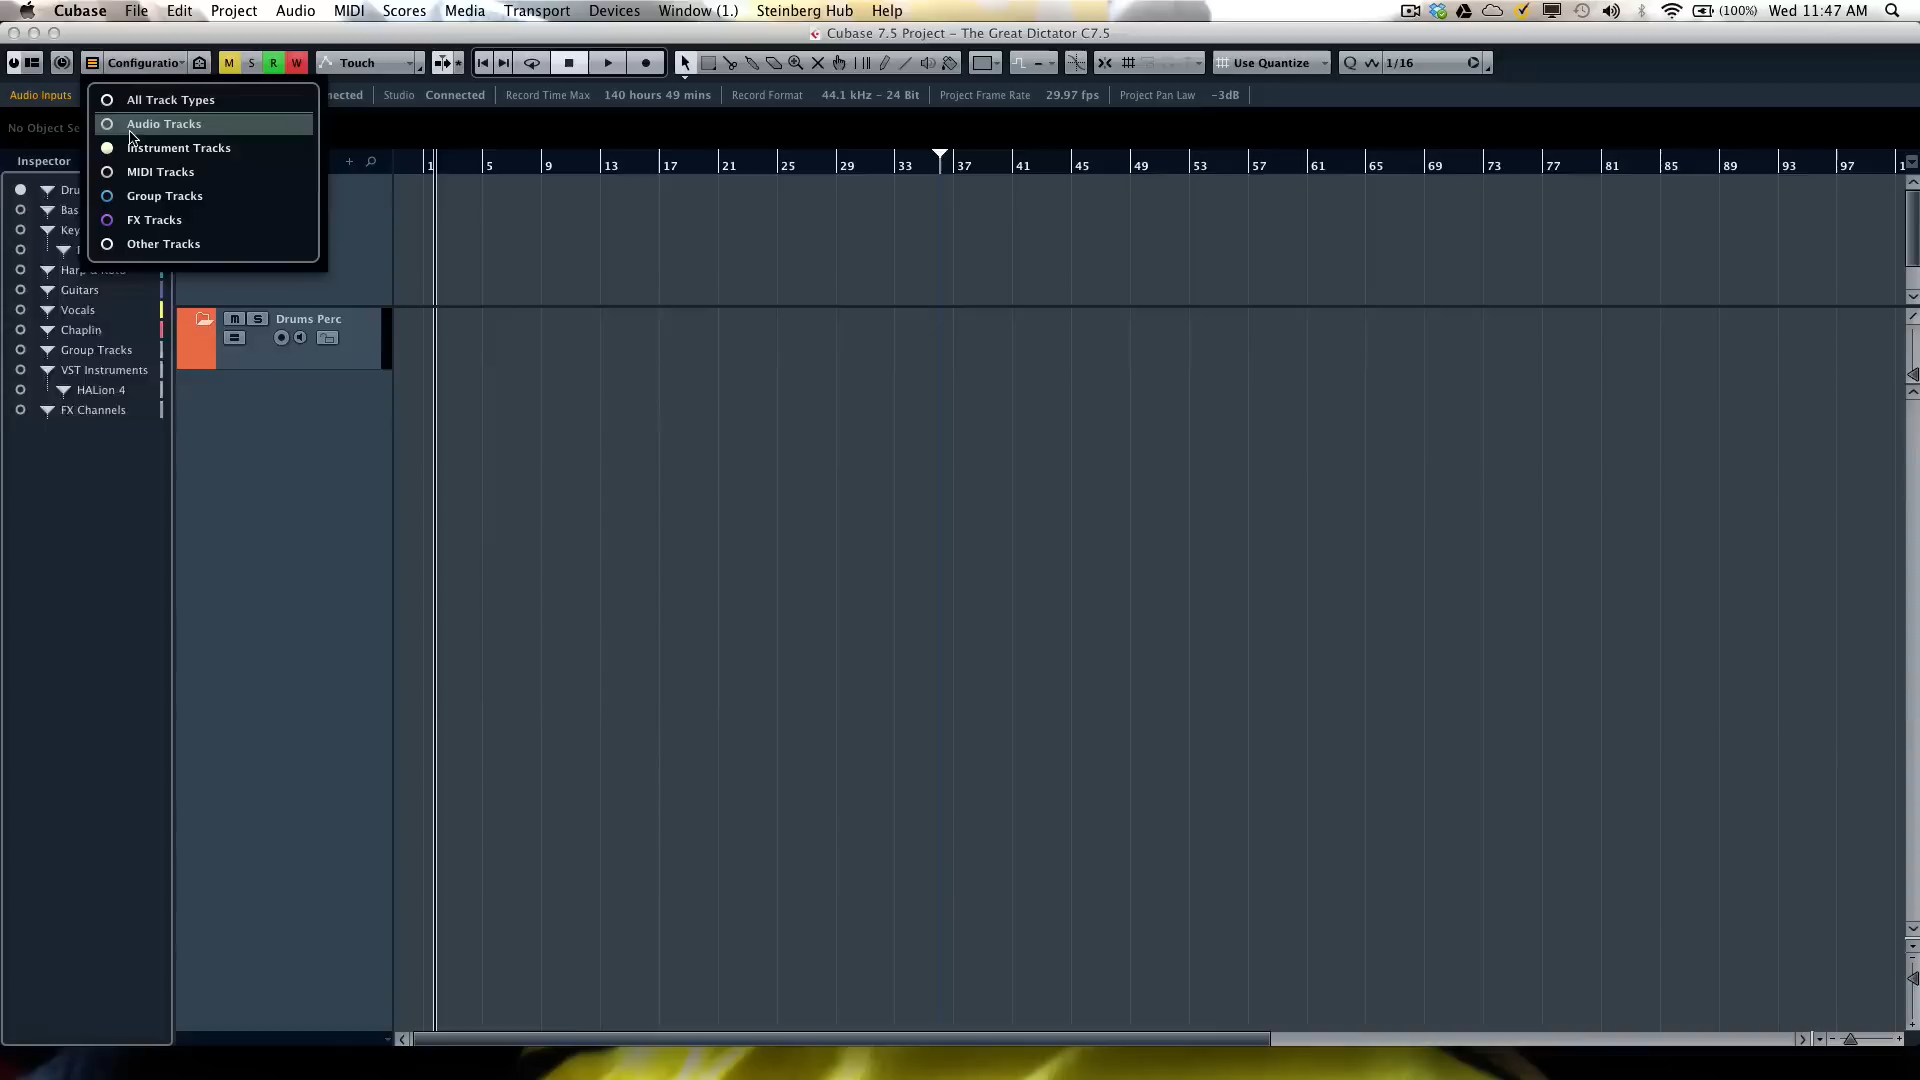 Cubase File Edit Project Audio MIDI Scores Media Transport Devices Window (1.) Steinberg Hub Help (100%) Wed 11:47 AM
Cubase 7.5 Project – The Great Dictator C7.5
Configuratio M S R W Touch Use Quantize Q 1/16
Audio Inputs nected Studio Connected Record Time Max 140 hours 49 mins Record Format 44.1 kHz – 24 Bit Project Frame Rate 29.97 fps Project Pan Law –3dB
All Track Types
Audio Tracks
No Object Se
Instrument Tracks
Inspector
1 5 9 13 17 21 25 29 33 37 41 45 49 53 57 61 65 69 73 77 81 85 89 93 97 1
MIDI Tracks
Dru
Group Tracks
Bas
FX Tracks
Key
Other Tracks
Guitars
Vocals
m S Drums Perc
Chaplin
Group Tracks
VST Instruments
HALion 4
FX Channels